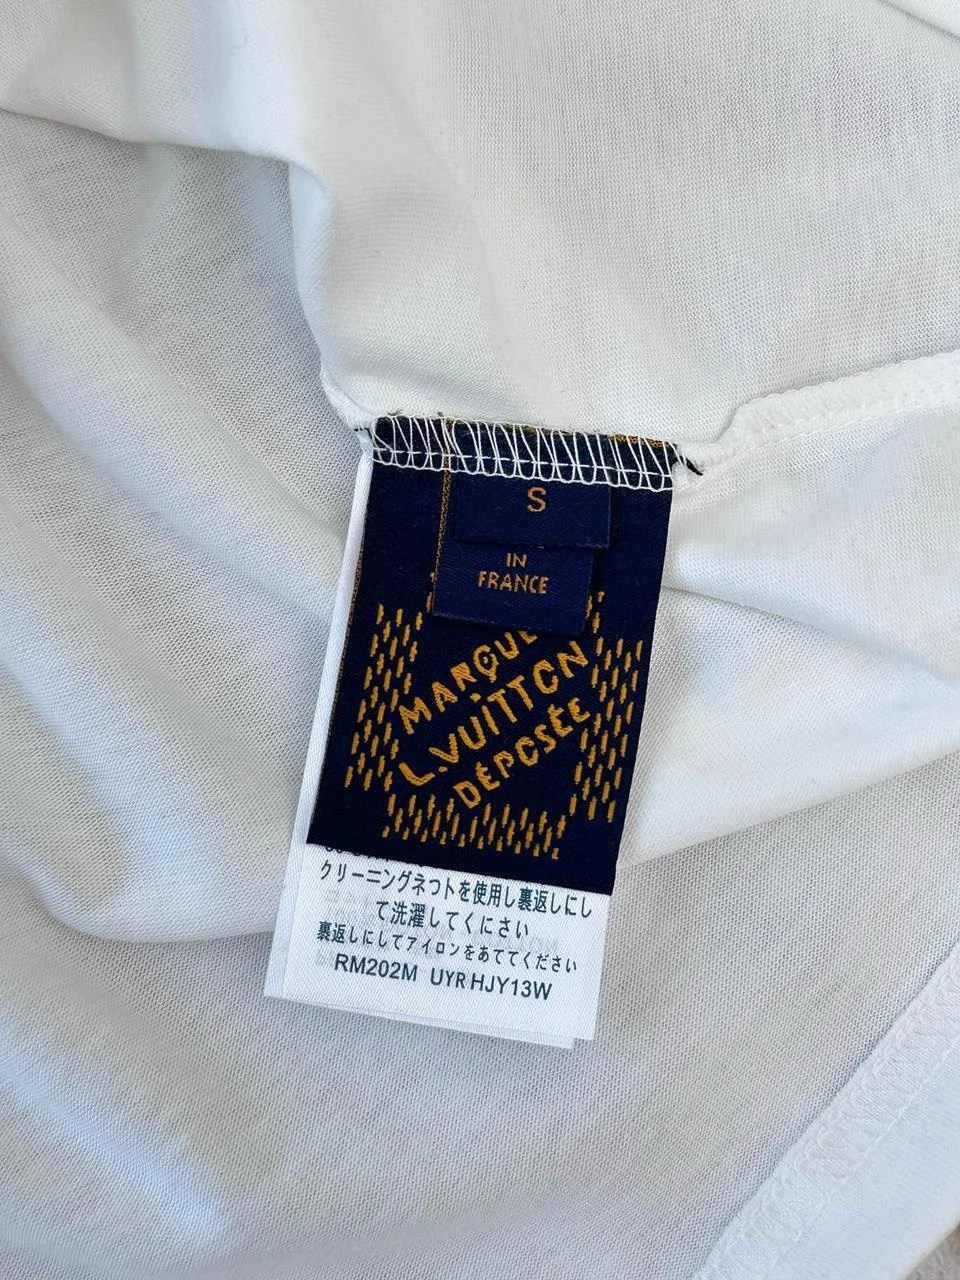 S
IN
FRANCE
MARQUE
L.VUITTON
DÉPOSÉE
クリーニングネットを使用し裏返しにし
て洗濯してください
裏返しにしてアイロンをあててください
RM202M UYR HJY13W